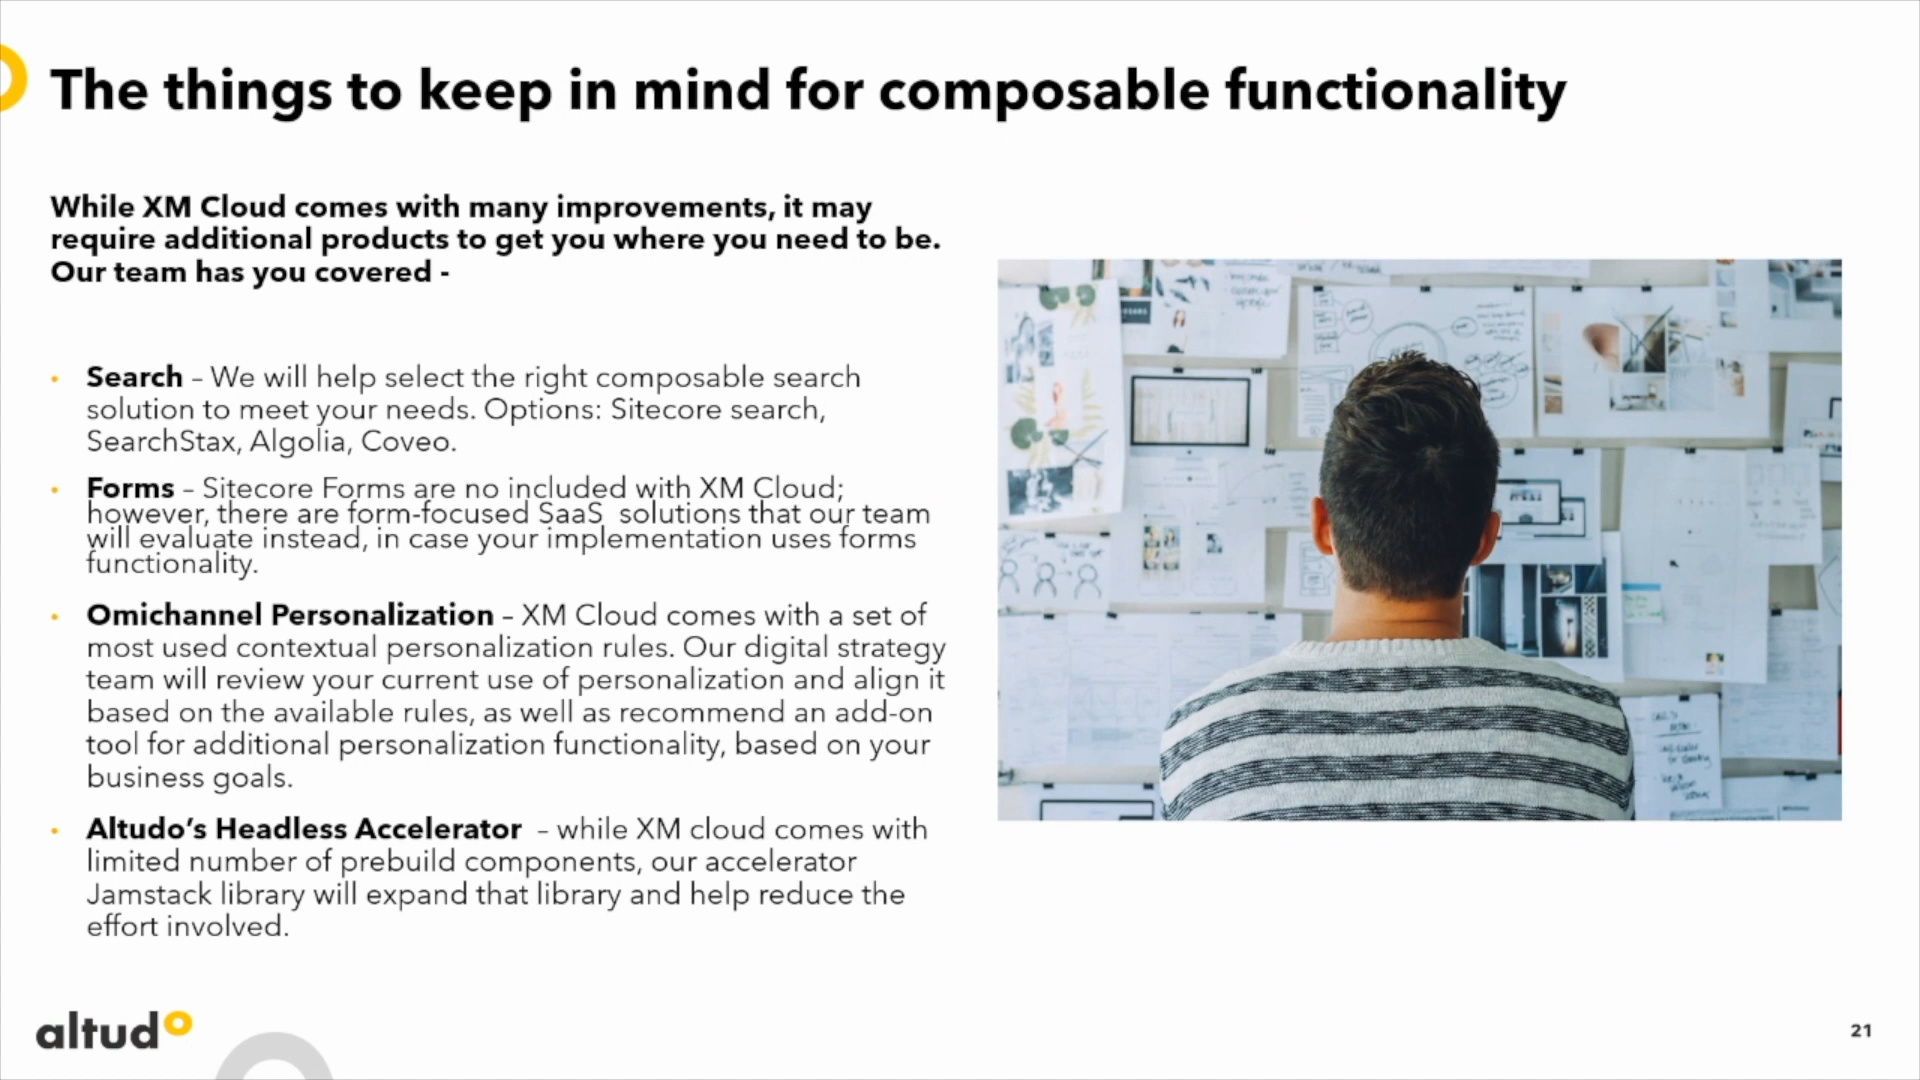 The things to keep in mind for composable functionality
While XM Cloud comes with many improvements, it may
require additional products to get you where you need to be.
Our team has you covered -
• Search – We will help select the right composable search
solution to meet your needs. Options: Sitecore search,
SearchStax, Algolia, Coveo.
• Forms – Sitecore Forms are no included with XM Cloud;
however, there are form-focused SaaS  solutions that our team
will evaluate instead, in case your implementation uses forms
functionality.
• Omichannel Personalization – XM Cloud comes with a set of
most used contextual personalization rules. Our digital strategy
team will review your current use of personalization and align it
based on the available rules, as well as recommend an add-on
tool for additional personalization functionality, based on your
business goals.
• Altudo’s Headless Accelerator  – while XM cloud comes with
limited number of prebuild components, our accelerator
Jamstack library will expand that library and help reduce the
effort involved.
altudo
21